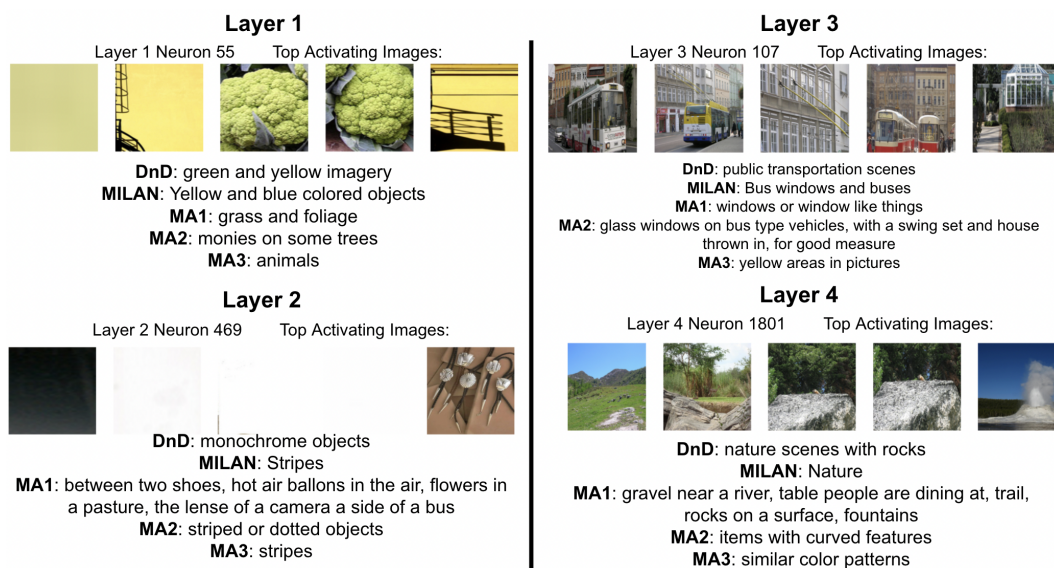 Layer 1
Layer 1 Neuron 55 Top Activating Images:
DnD: green and yellow imagery
MILAN: Yellow and blue colored objects
MA1: grass and foliage
MA2: monies on some trees
MA3: animals
Layer 2
Layer 2 Neuron 469 Top Activating Images:
DnD: monochrome objects
MILAN: Stripes
MA1: between two shoes, hot air ballons in the air, flowers in
a pasture, the lense of a camera a side of a bus
MA2: striped or dotted objects
MA3: stripes
Layer 3
Layer 3 Neuron 107 Top Activating Images:
DnD: public transportation scenes
MILAN: Bus windows and buses
MA1: windows or window like things
MA2: glass windows on bus type vehicles, with a swing set and house
thrown in, for good measure
MA3: yellow areas in pictures
Layer 4
Layer 4 Neuron 1801 Top Activating Images:
DnD: nature scenes with rocks
MILAN: Nature
MA1: gravel near a river, table people are dining at, trail,
rocks on a surface, fountains
MA2: items with curved features
MA3: similar color patterns